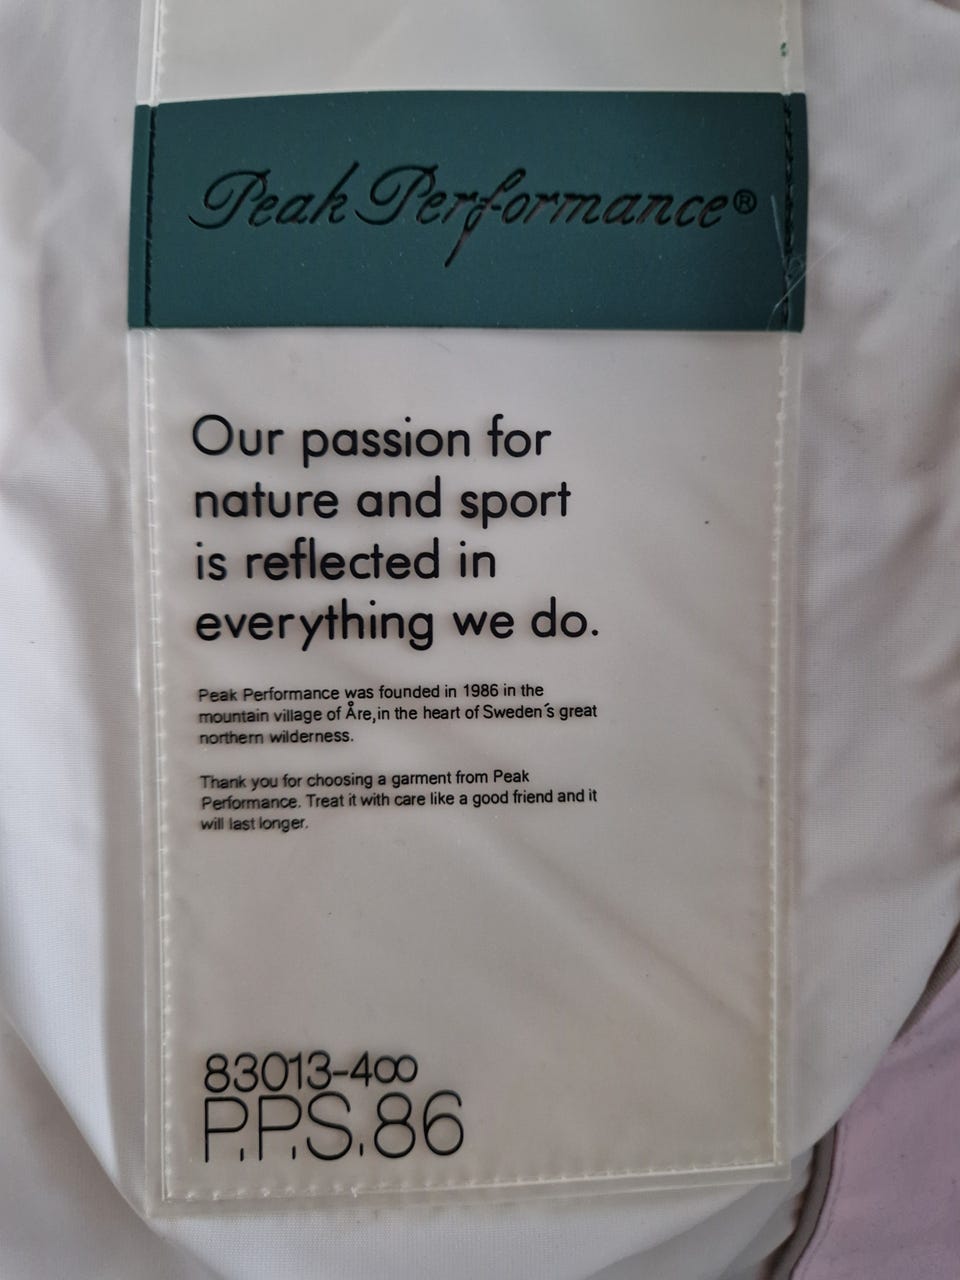 Peak Performance®
Our passion for
nature and sport
is reflected in
everything we do.
Peak Performance was founded in 1986 in the
mountain village of Åre,in the heart of Sweden´s great
northern wilderness.
Thank you for choosing a garment from Peak
Performance. Treat it with care like a good friend and it
will last longer.
83013-4∞
P.P.S.86